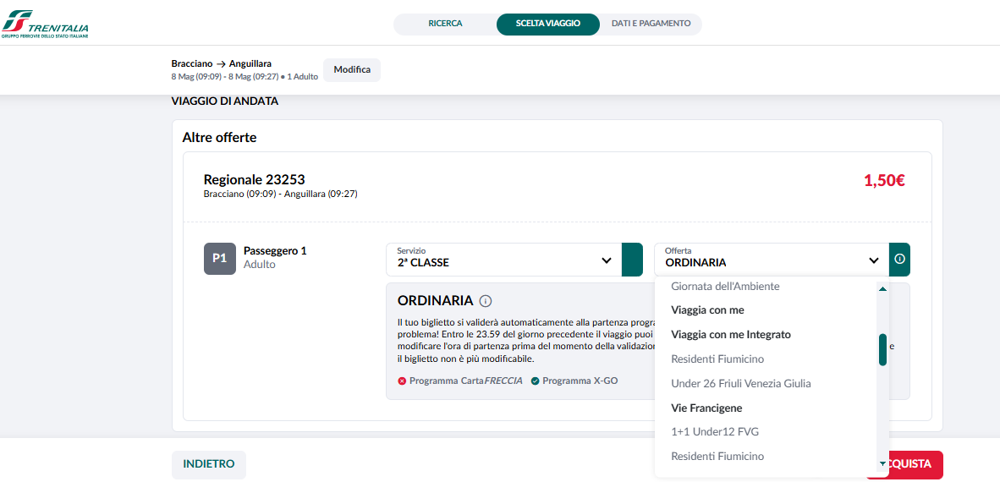 TRENITALIA
GRUPPO FERROVIE DELLO STATO ITALIANE
RICERCA
SCELTA VIAGGIO
DATI E PAGAMENTO
Bracciano → Anguillara
8 Mag (09:09) - 8 Mag (09:27) • 1 Adulto
Modifica
VIAGGIO DI ANDATA
Altre offerte
Regionale 23253
1,50€
Bracciano (09:09) - Anguillara (09:27)
P1
Passeggero 1
Adulto
Servizio
2ª CLASSE
Offerta
ORDINARIA
ORDINARIA
Il tuo biglietto si validerà automaticamente alla partenza progra
problema! Entro le 23.59 del giorno precedente il viaggio puoi
modificare l'ora di partenza prima del momento della validazion
e
il biglietto non è più modificabile.
Programma CartaFRECCIA
Programma X-GO
Giornata dell'Ambiente
Viaggia con me
Viaggia con me Integrato
Residenti Fiumicino
Under 26 Friuli Venezia Giulia
Vie Francigene
1+1 Under12 FVG
Residenti Fiumicino
INDIETRO
CQUISTA